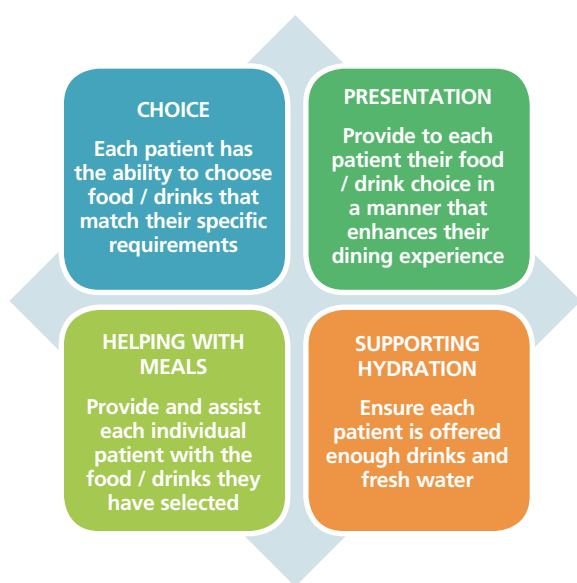 CHOICE
Each patient has
the ability to choose
food / drinks that
match their specific
requirements
PRESENTATION
Provide to each
patient their food
/ drink choice in
a manner that
enhances their
dining experience
HELPING WITH
MEALS
Provide and assist
each individual
patient with the
food / drinks they
have selected
SUPPORTING
HYDRATION
Ensure each
patient is offered
enough drinks and
fresh water